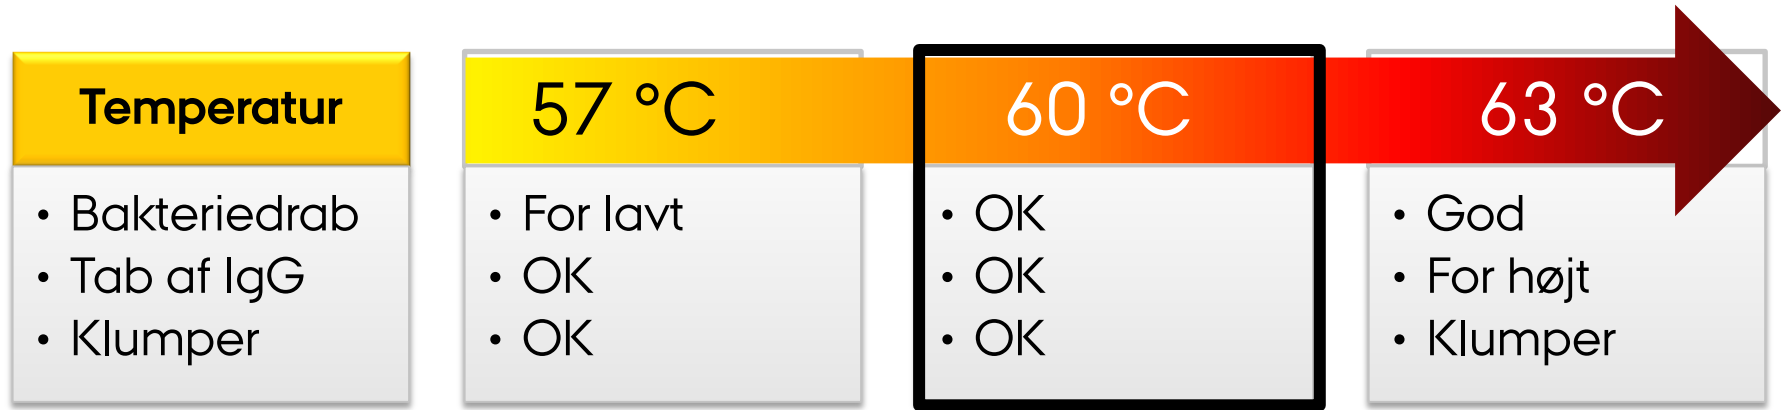 Temperatur
• Bakteriedrab
• Tab af IgG
• Klumper
57 °C
• For lavt
• OK
• OK
60 °C
• OK
• OK
• OK
63 °C
• God
• For højt
• Klumper